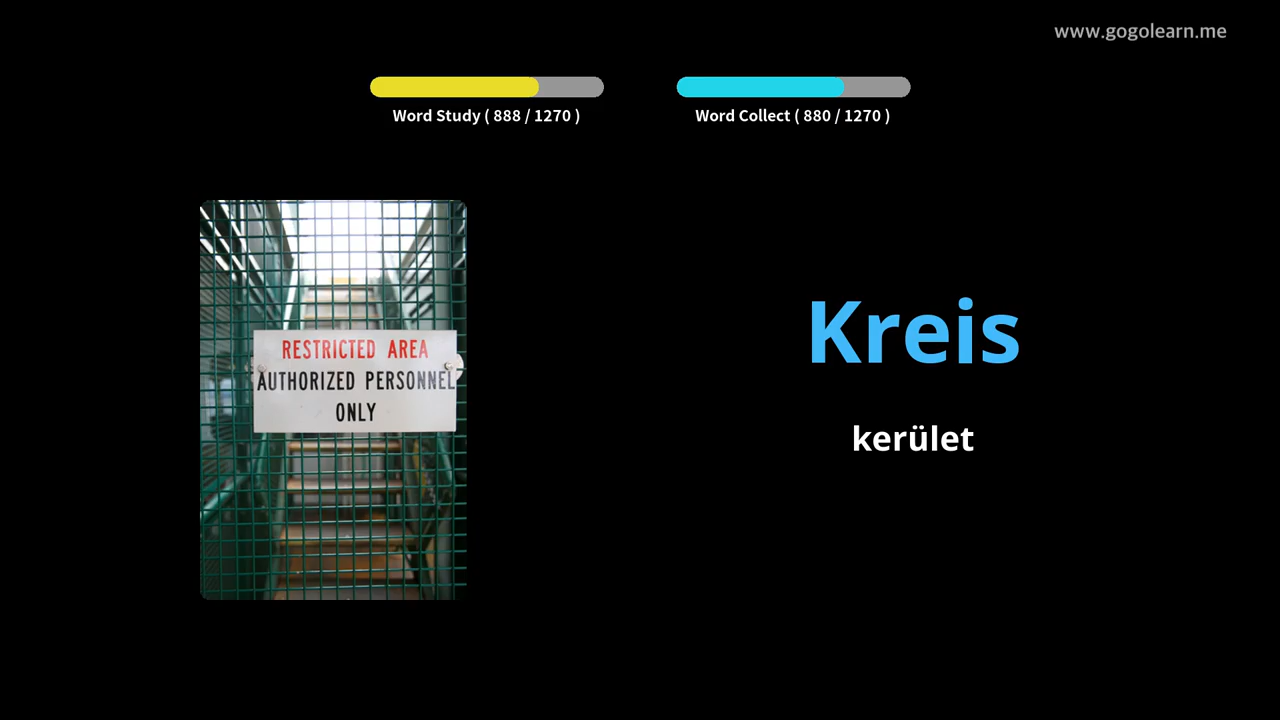 www.gogolearn.me
Word Study ( 888 / 1270 )
Word Collect ( 880 / 1270 )
RESTRICTED AREA
AUTHORIZED PERSONNEL
ONLY
Kreis
kerület